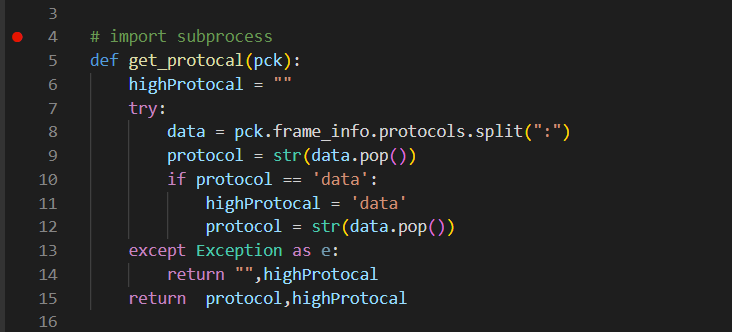 3
4 # import subprocess
5 def get_protocal(pck):
6 highProtocal = ""
7 try:
8 data = pck.frame_info.protocols.split(":")
9 protocol = str(data.pop())
10 if protocol == 'data':
11 highProtocal = 'data'
12 protocol = str(data.pop())
13 except Exception as e:
14 return "",highProtocal
15 return  protocol,highProtocal
16